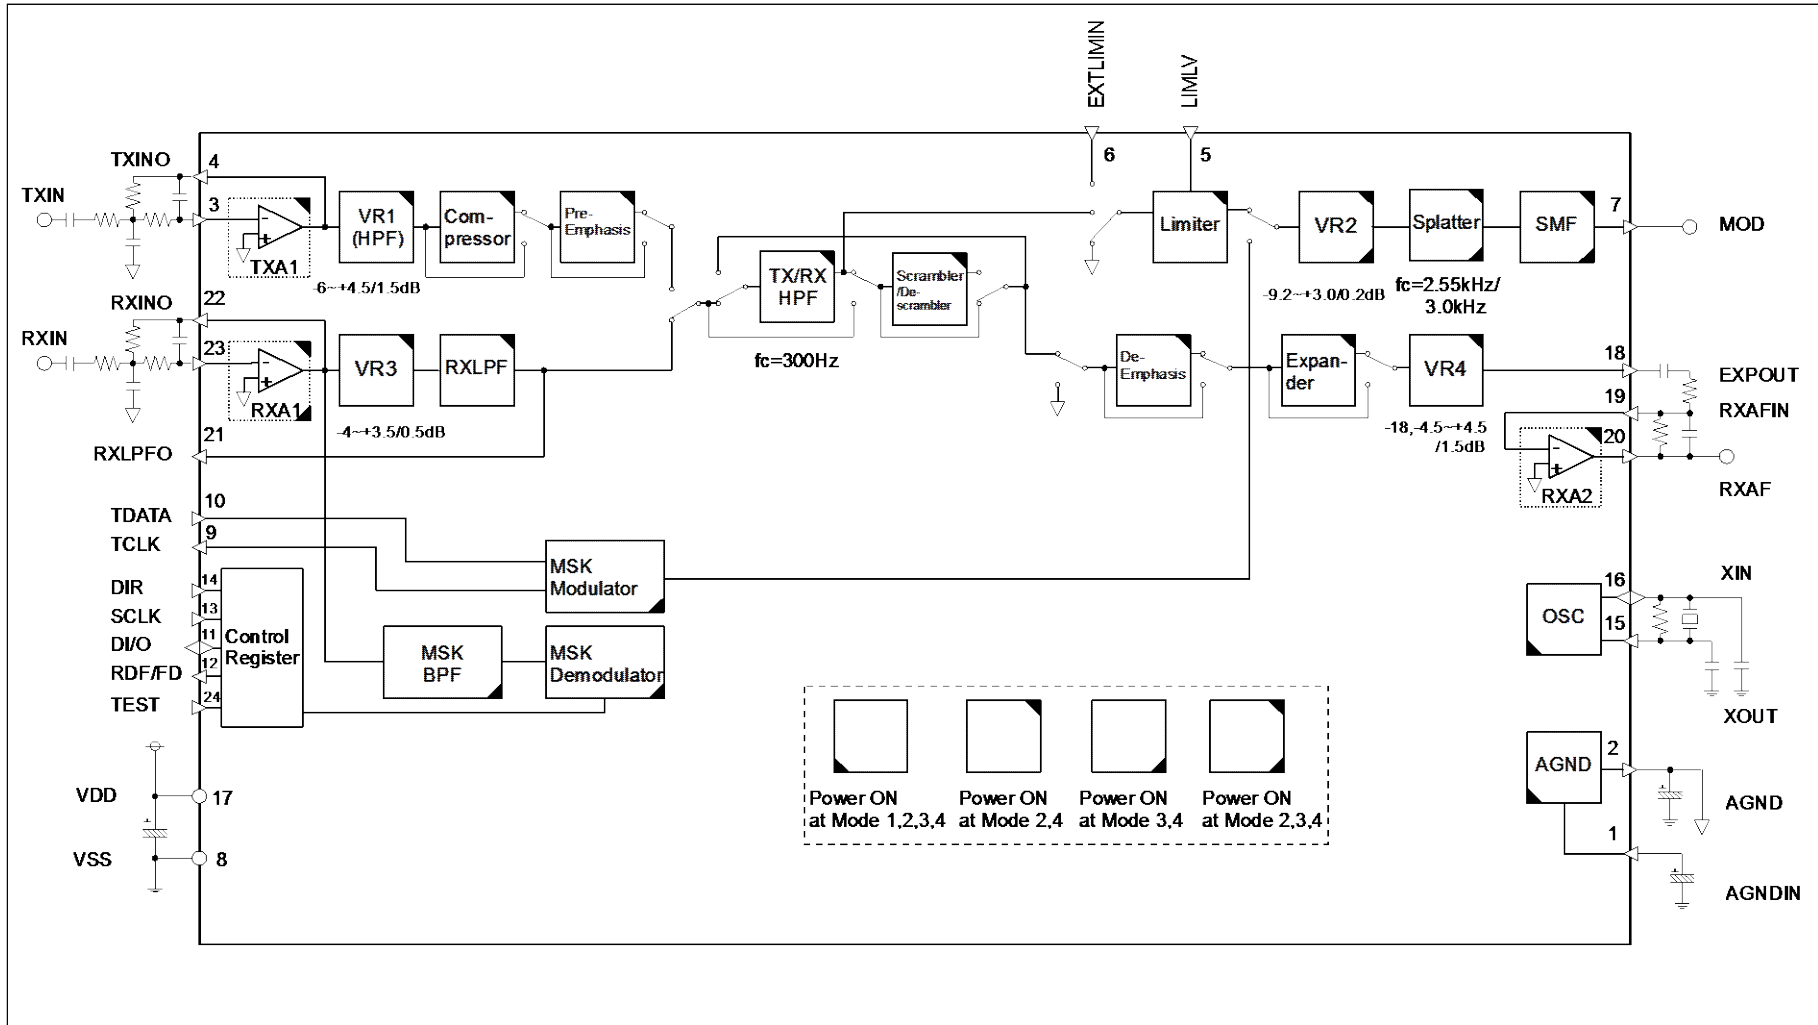 EXTLIMIN
LIMLV
6
5
TXINO
4
TXIN
3
-
+
TXA1
VR1
(HPF)
Com-
pressor
Pre-
Emphasis
-6~+4.5/1.5dB
Limiter
VR2
Splatter
SMF
7
MOD
-9.2~+3.0/0.2dB
fc=2.55kHz/
3.0kHz
TX/RX
HPF
Scrambler
/De-
scrambler
fc=300Hz
RXINO
22
RXIN
23
-
+
RXA1
VR3
RXLPF
-4~+3.5/0.5dB
De-
Emphasis
Expan-
der
VR4
18
EXPOUT
-18,-4.5~+4.5
/1.5dB
19
RXAFIN
20
-
+
RXA2
RXAF
21
RXLPFO
10
TDATA
9
TCLK
MSK
Modulator
DIR
14
SCLK
13
DI/O
11
RDF/FD
12
TEST
24
Control
Register
MSK
BPF
MSK
Demodulator
OSC
16
XIN
15
XOUT
Power ON
at Mode 1,2,3,4
Power ON
at Mode 2,4
Power ON
at Mode 3,4
Power ON
at Mode 2,3,4
AGND
2
AGND
1
AGNDIN
VDD
17
+
VSS
8
+
+